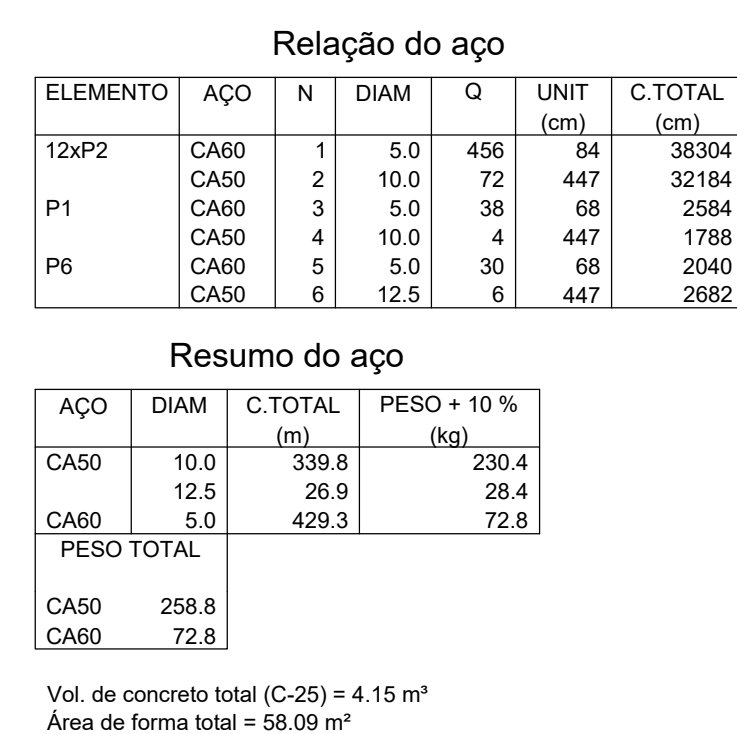 Relação do aço
ELEMENTO AÇO N DIAM Q UNIT C.TOTAL
(cm) (cm)
12xP2 CA60 1 5.0 456 84 38304
CA50 2 10.0 72 447 32184
P1 CA60 3 5.0 38 68 2584
CA50 4 10.0 4 447 1788
P6 CA60 5 5.0 30 68 2040
CA50 6 12.5 6 447 2682
Resumo do aço
AÇO DIAM C.TOTAL PESO + 10 %
(m) (kg)
CA50 10.0 339.8 230.4
12.5 26.9 28.4
CA60 5.0 429.3 72.8
PESO TOTAL
CA50 258.8
CA60 72.8
Vol. de concreto total (C-25) = 4.15 m³
Área de forma total = 58.09 m²